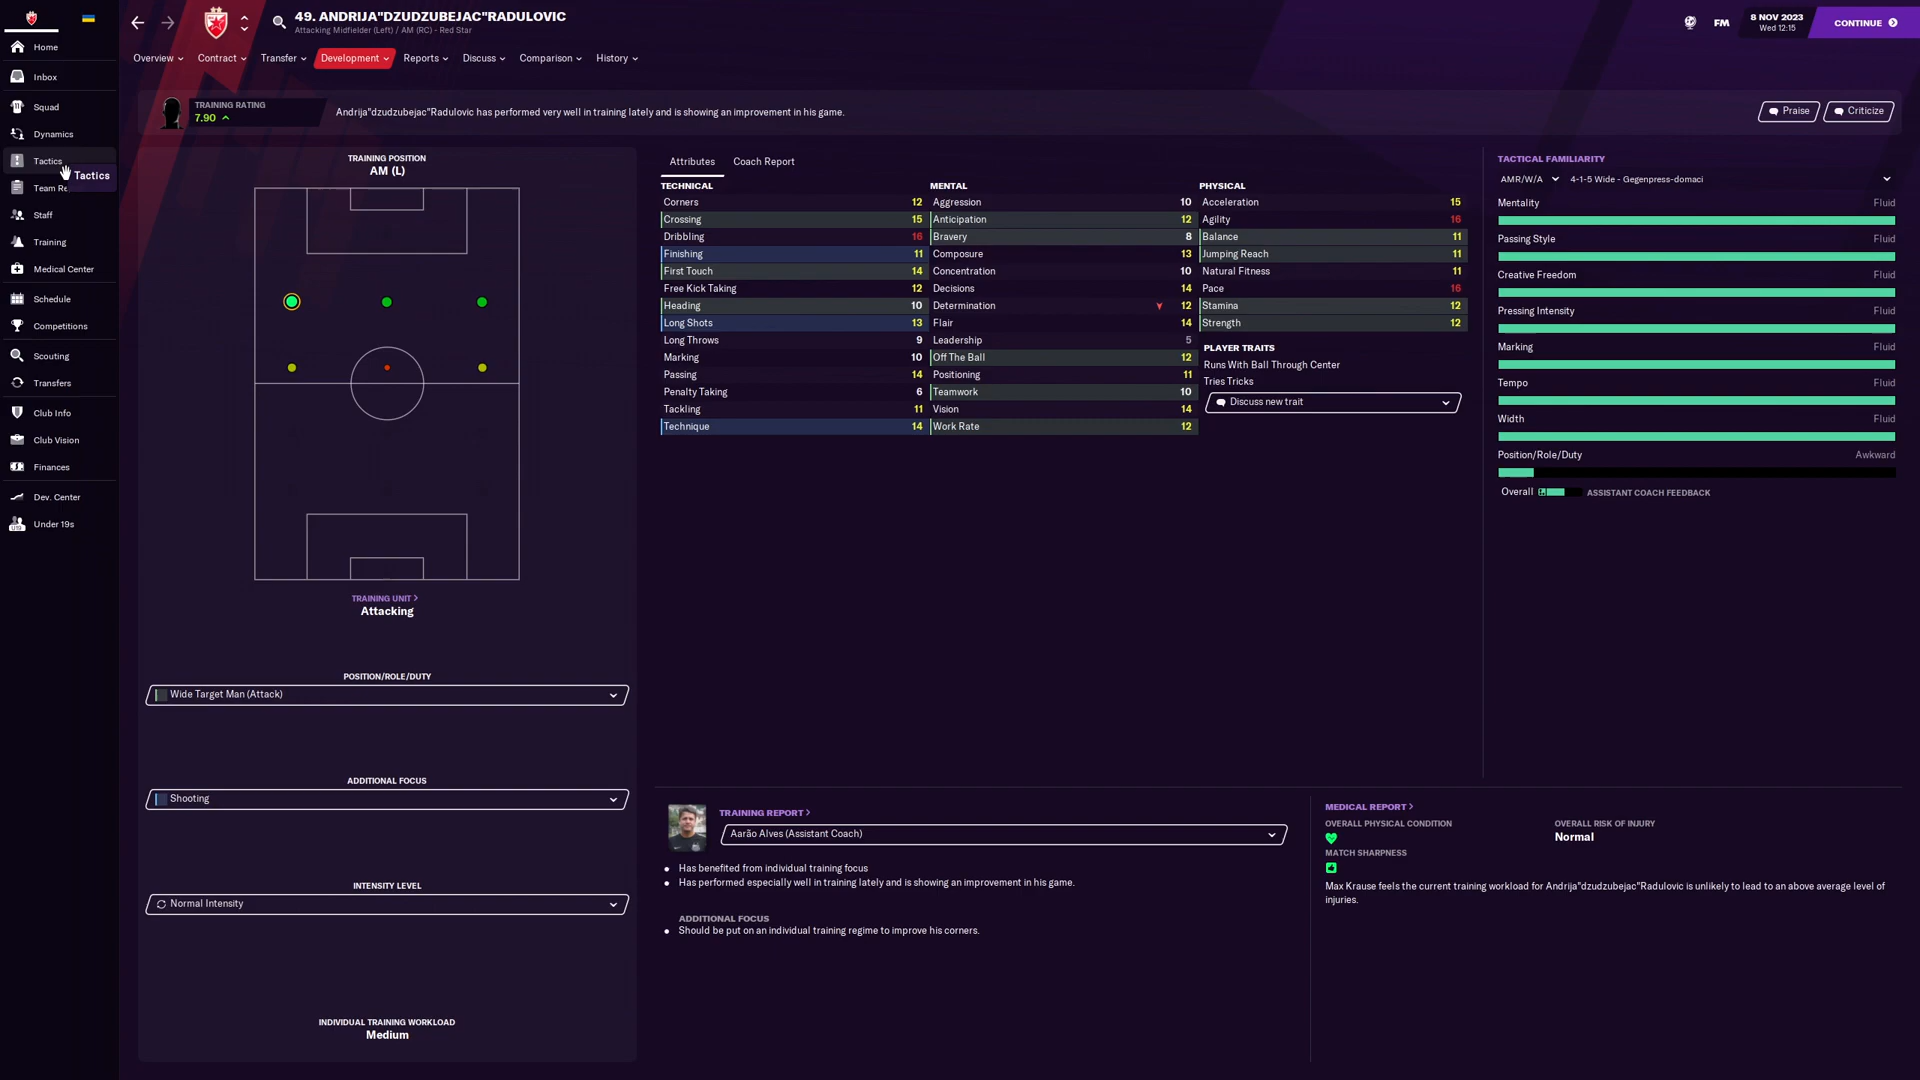 49. ANDRIJA"DZUDZUBEJAC"RADULOVIC
Attacking Midfielder (Left) / AM (RC) - Red Star
FM
8 NOV 2023
Wed 12:15
CONTINUE
Home
Inbox
Squad
Dynamics
Tactics
Tactics
Team Re
Staff
Training
Medical Center
Schedule
Competitions
Scouting
Transfers
Club Info
Club Vision
Finances
Dev. Center
Under 19s
Overview Contract Transfer Development Reports Discuss Comparison History
TRAINING RATING
7.90
Andrija"dzudzubejac"Radulovic has performed very well in training lately and is showing an improvement in his game.
Praise
Criticize
TRAINING POSITION
AM (L)
TRAINING UNIT >
Attacking
POSITION/ROLE/DUTY
Wide Target Man (Attack)
ADDITIONAL FOCUS
Shooting
INTENSITY LEVEL
Normal Intensity
INDIVIDUAL TRAINING WORKLOAD
Medium
Attributes Coach Report
TECHNICAL
Corners 12
Crossing 15
Dribbling 16
Finishing 11
First Touch 14
Free Kick Taking 12
Heading 10
Long Shots 13
Long Throws 9
Marking 10
Passing 14
Penalty Taking 6
Tackling 11
Technique 14
MENTAL
Aggression 10
Anticipation 12
Bravery 8
Composure 13
Concentration 10
Decisions 14
Determination 12
Flair 14
Leadership 5
Off The Ball 12
Positioning 11
Teamwork 10
Vision 14
Work Rate 12
PHYSICAL
Acceleration 15
Agility 16
Balance 11
Jumping Reach 11
Natural Fitness 11
Pace 16
Stamina 12
Strength 12
PLAYER TRAITS
Runs With Ball Through Center
Tries Tricks
Discuss new trait
TACTICAL FAMILIARITY
AMR/W/A 4-1-5 Wide - Gegenpress-domaci
Mentality Fluid
Passing Style Fluid
Creative Freedom Fluid
Pressing Intensity Fluid
Marking Fluid
Tempo Fluid
Width Fluid
Position/Role/Duty Awkward
Overall ASSISTANT COACH FEEDBACK
TRAINING REPORT >
Aarão Alves (Assistant Coach)
Has benefited from individual training focus
Has performed especially well in training lately and is showing an improvement in his game.
ADDITIONAL FOCUS
Should be put on an individual training regime to improve his corners.
MEDICAL REPORT >
OVERALL PHYSICAL CONDITION
MATCH SHARPNESS
OVERALL RISK OF INJURY
Normal
Max Krause feels the current training workload for Andrija"dzudzubejac"Radulovic is unlikely to lead to an above average level of
injuries.